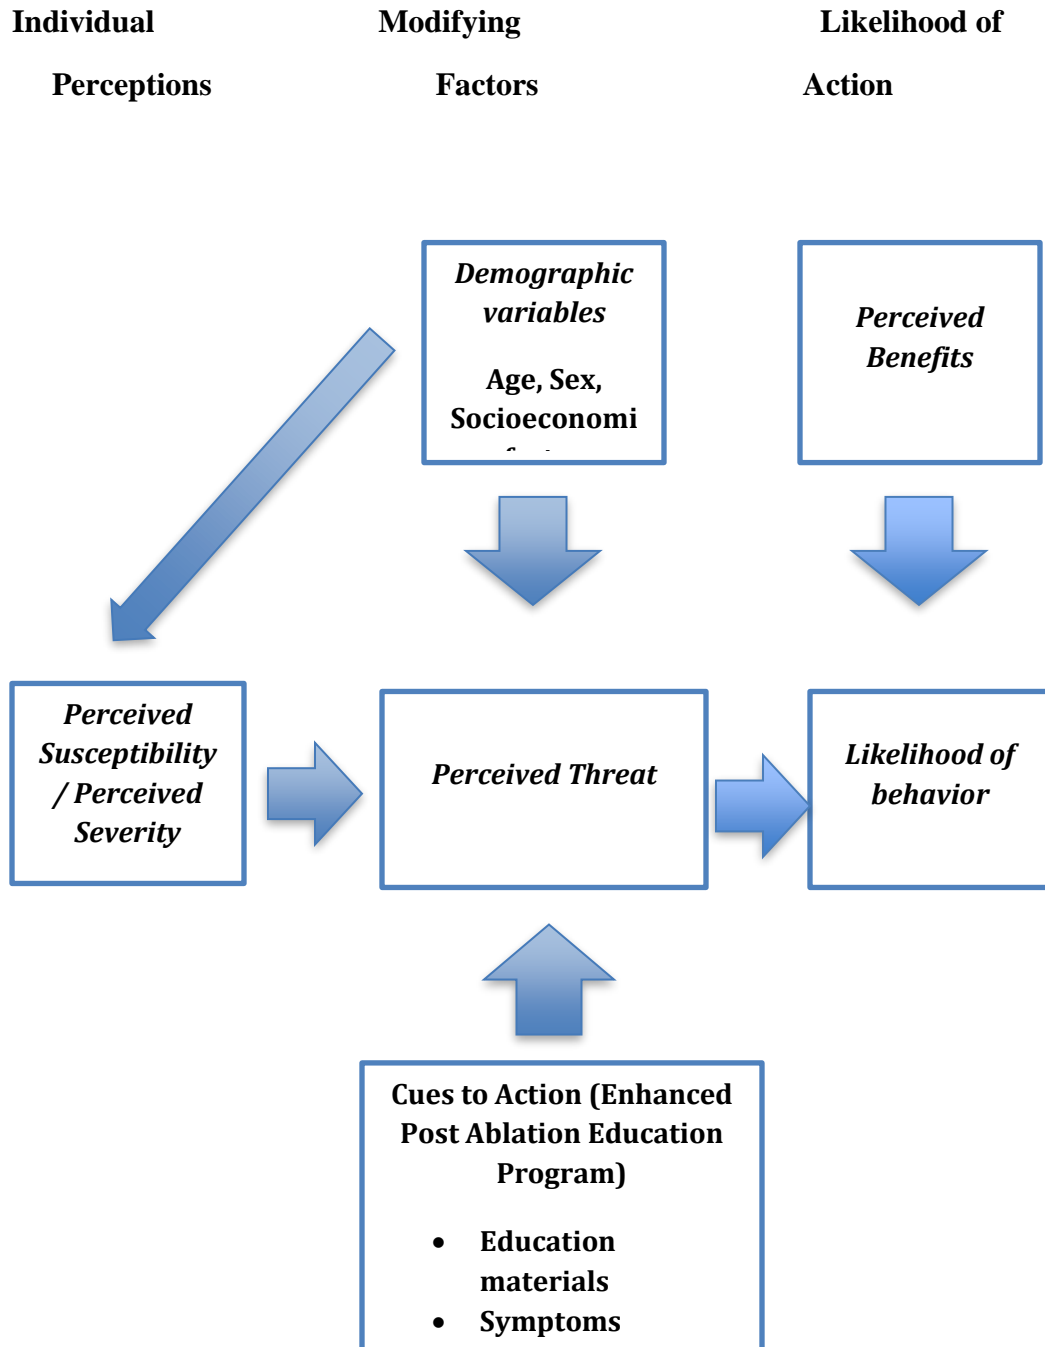 Individual
Perceptions
Modifying
Factors
Likelihood of
Action
Demographic
variables
Age, Sex,
Socioeconomi
Perceived
Benefits
Perceived
Susceptibility
/ Perceived
Severity
Perceived Threat
Likelihood of
behavior
Cues to Action (Enhanced
Post Ablation Education
Program)
• Education
materials
• Symptoms